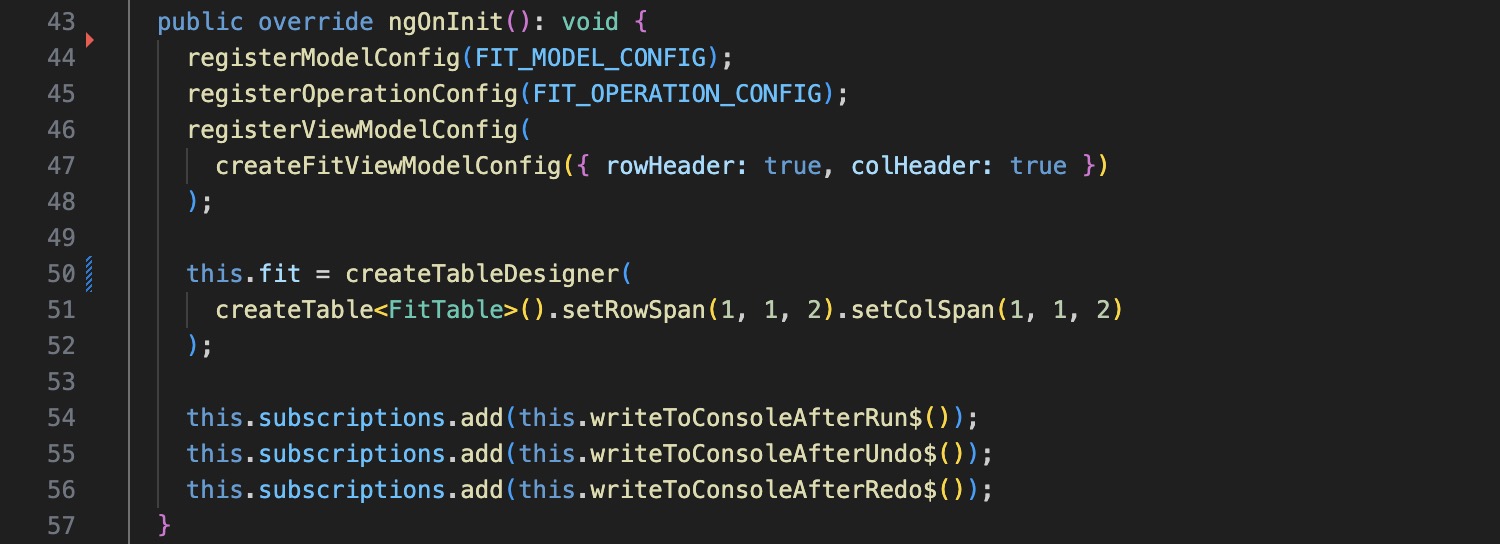 43 public override ngOnInit(): void {
44 registerModelConfig(FIT_MODEL_CONFIG);
45 registerOperationConfig(FIT_OPERATION_CONFIG);
46 registerViewModelConfig(
47 createFitViewModelConfig({ rowHeader: true, colHeader: true })
48 );
49
50 this.fit = createTableDesigner(
51 createTable<FitTable>().setRowSpan(1, 1, 2).setColSpan(1, 1, 2)
52 );
53
54 this.subscriptions.add(this.writeToConsoleAfterRun$());
55 this.subscriptions.add(this.writeToConsoleAfterUndo$());
56 this.subscriptions.add(this.writeToConsoleAfterRedo$());
57 }